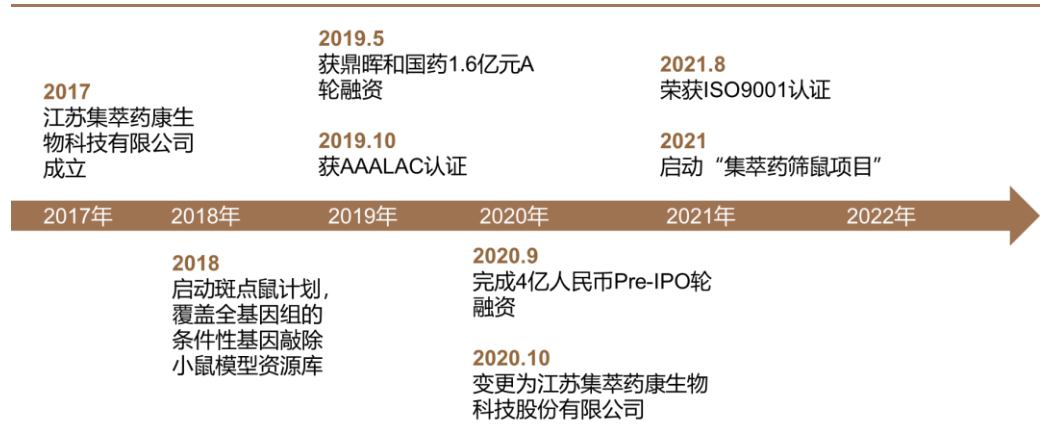 2017
江苏集萃药康生
物科技有限公司
成立
2019.5
获鼎晖和国药1.6亿元A
轮融资
2019.10
获AAALAC认证
2021.8
荣获ISO9001认证
2021
启动“集萃药筛鼠项目”
2017年
2018年
2019年
2020年
2021年
2022年
2018
启动斑点鼠计划，
覆盖全基因组的
条件性基因敲除
小鼠模型资源库
2020.9
完成4亿人民币Pre-IPO轮
融资
2020.10
变更为江苏集萃药康生物
科技股份有限公司